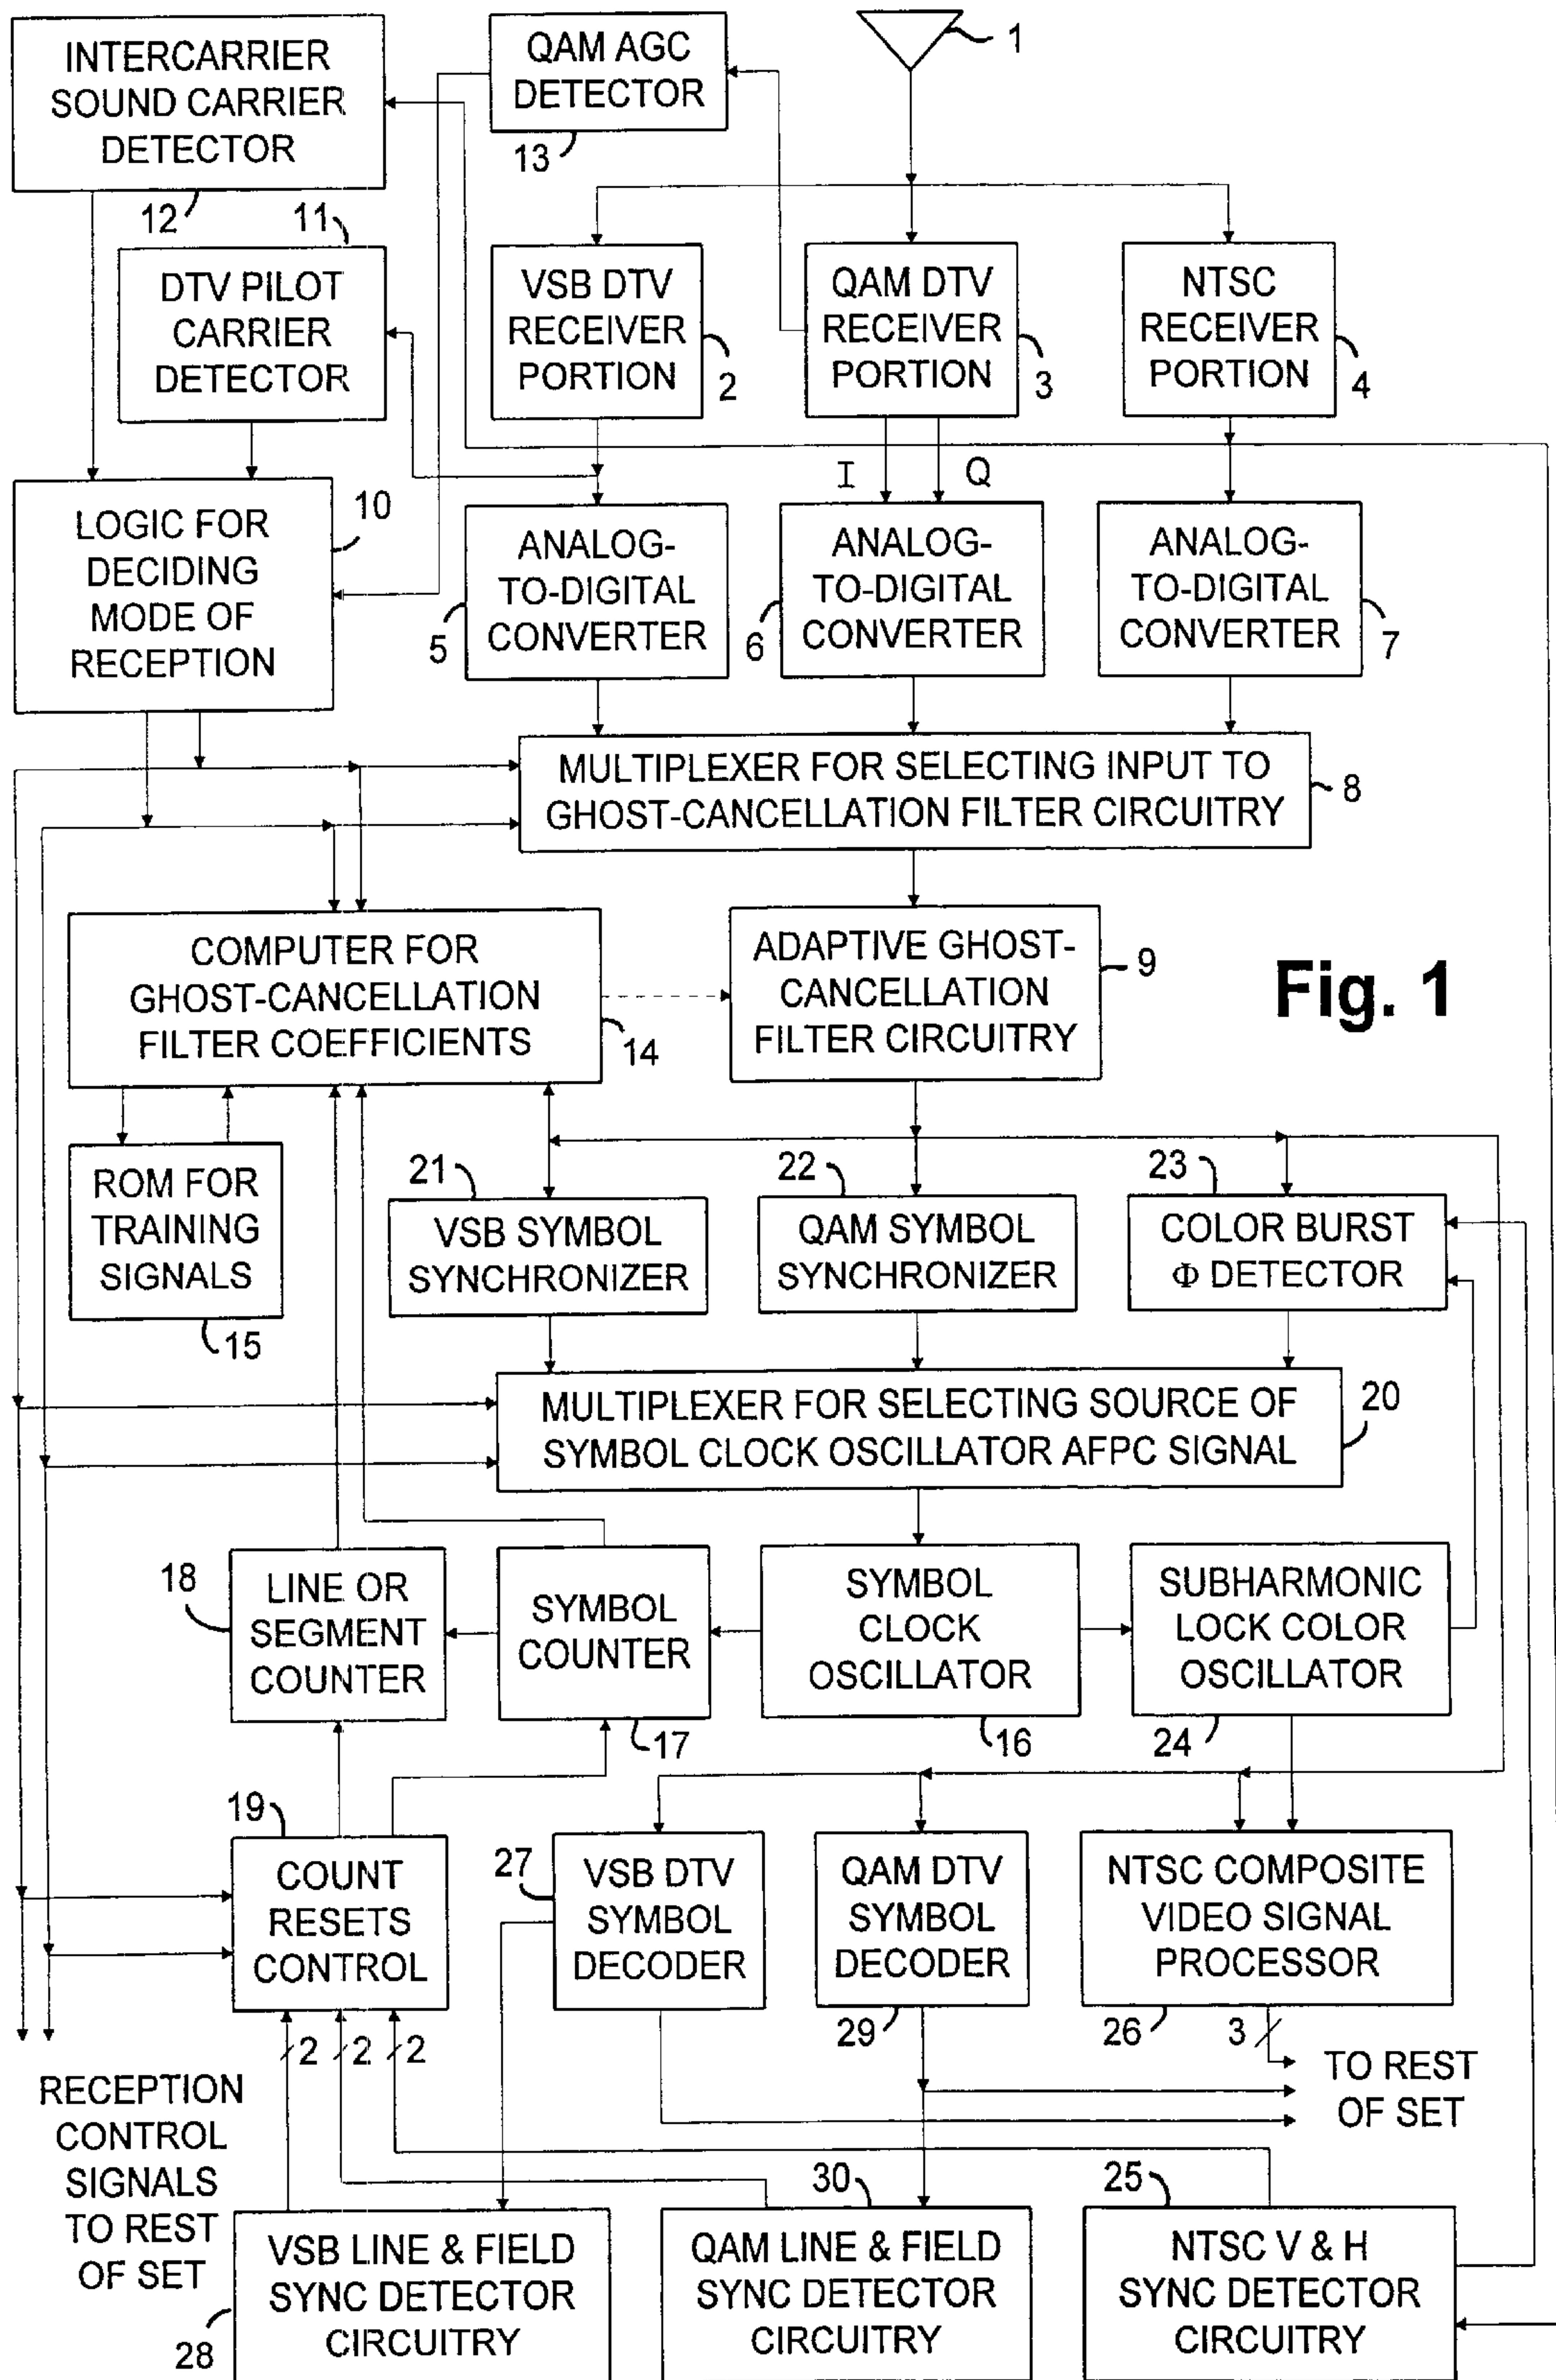 INTERCARRIER
SOUND CARRIER
DETECTOR
12
QAM AGC
DETECTOR
13
1
11
DTV PILOT
CARRIER
DETECTOR
VSB DTV
RECEIVER
PORTION
2
QAM DTV
RECEIVER
PORTION
3
NTSC
RECEIVER
PORTION
4
I
Q
LOGIC FOR
DECIDING
MODE OF
RECEPTION
10
ANALOG-
TO-DIGITAL
CONVERTER
5
ANALOG-
TO-DIGITAL
CONVERTER
6
ANALOG-
TO-DIGITAL
CONVERTER
7
MULTIPLEXER FOR SELECTING INPUT TO
GHOST-CANCELLATION FILTER CIRCUITRY
8
COMPUTER FOR
GHOST-CANCELLATION
FILTER COEFFICIENTS
14
ADAPTIVE GHOST-
CANCELLATION
FILTER CIRCUITRY
9
Fig. 1
ROM FOR
TRAINING
SIGNALS
15
21
VSB SYMBOL
SYNCHRONIZER
22
QAM SYMBOL
SYNCHRONIZER
23
COLOR BURST
Φ DETECTOR
MULTIPLEXER FOR SELECTING SOURCE OF
SYMBOL CLOCK OSCILLATOR AFPC SIGNAL
20
18
LINE OR
SEGMENT
COUNTER
SYMBOL
COUNTER
17
SYMBOL
CLOCK
OSCILLATOR
16
SUBHARMONIC
LOCK COLOR
OSCILLATOR
24
19
COUNT
RESETS
CONTROL
2
2
2
27
VSB DTV
SYMBOL
DECODER
QAM DTV
SYMBOL
DECODER
29
NTSC COMPOSITE
VIDEO SIGNAL
PROCESSOR
26
3
TO REST
OF SET
RECEPTION
CONTROL
SIGNALS
TO REST
OF SET
VSB LINE & FIELD
SYNC DETECTOR
CIRCUITRY
28
30
QAM LINE & FIELD
SYNC DETECTOR
CIRCUITRY
25
NTSC V & H
SYNC DETECTOR
CIRCUITRY